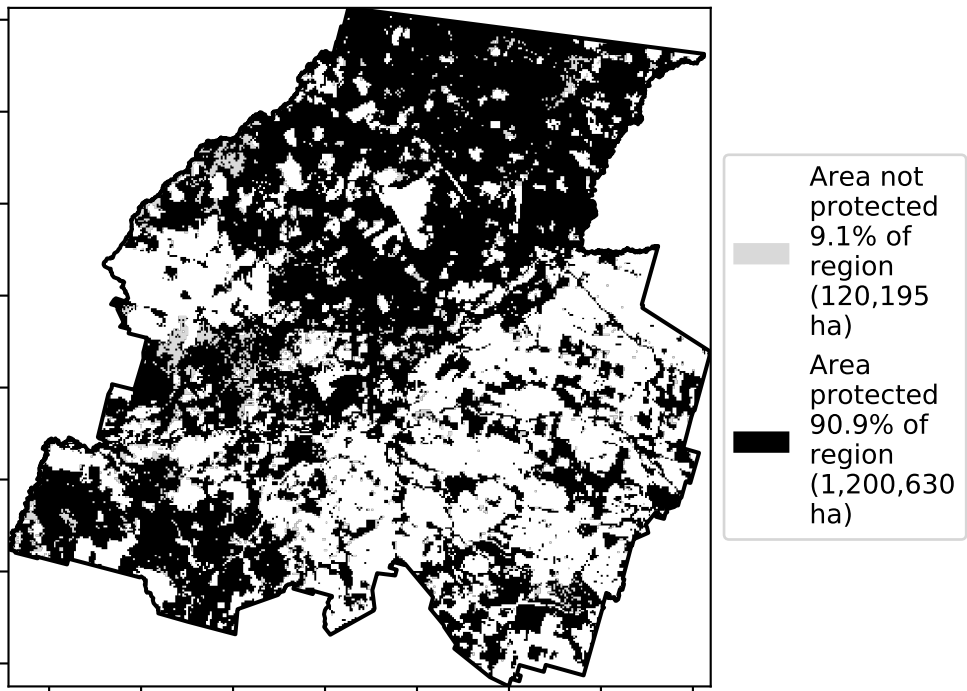 Area not
protected
9.1% of
region
(120,195
ha)
Area
protected
90.9% of
region
(1,200,630
ha)